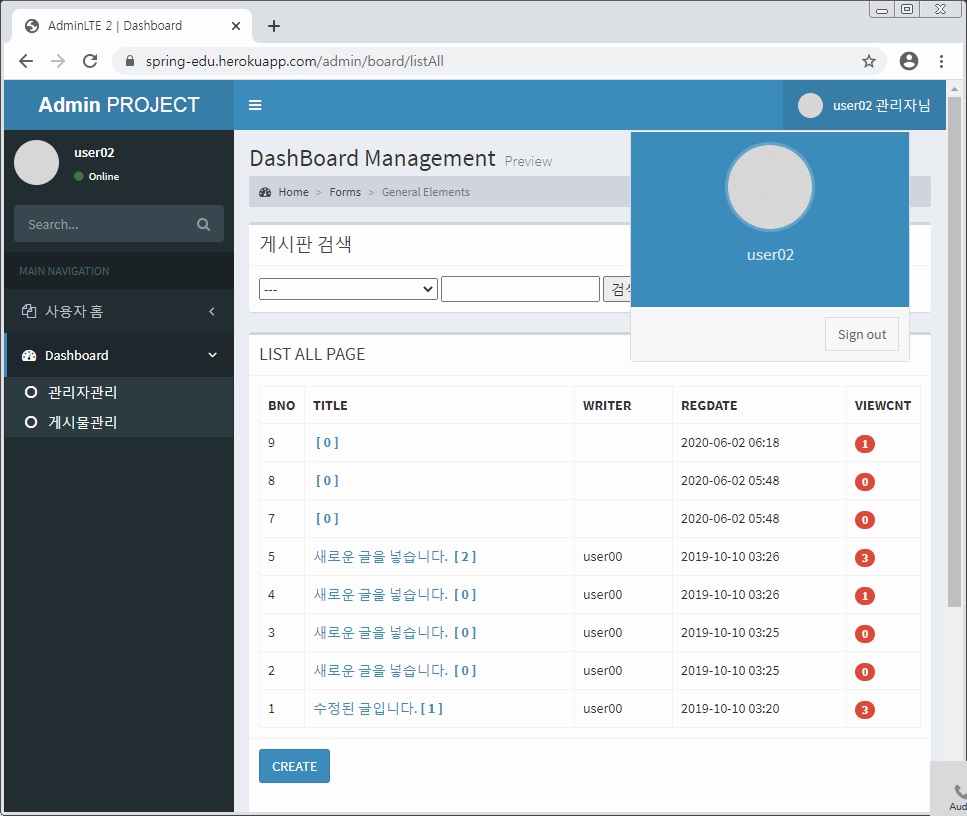 AdminLTE 2 | Dashboard
spring-edu.herokuapp.com/admin/board/listAll
Admin PROJECT
user02 관리자님
user02
Online
Search...
MAIN NAVIGATION
사용자 홈
Dashboard
관리자관리
게시물관리
DashBoard Management Preview
Home > Forms > General Elements
user02
Sign out
게시판 검색
---
LIST ALL PAGE
BNO TITLE WRITER REGDATE VIEWCNT
9 [ 0 ] 2020-06-02 06:18 1
8 [ 0 ] 2020-06-02 05:48 0
7 [ 0 ] 2020-06-02 05:48 0
5 새로운 글을 넣습니다. [ 2 ] user00 2019-10-10 03:26 3
4 새로운 글을 넣습니다. [ 0 ] user00 2019-10-10 03:26 1
3 새로운 글을 넣습니다. [ 0 ] user00 2019-10-10 03:25 0
2 새로운 글을 넣습니다. [ 0 ] user00 2019-10-10 03:25 0
1 수정된 글입니다. [ 1 ] user00 2019-10-10 03:20 3
CREATE